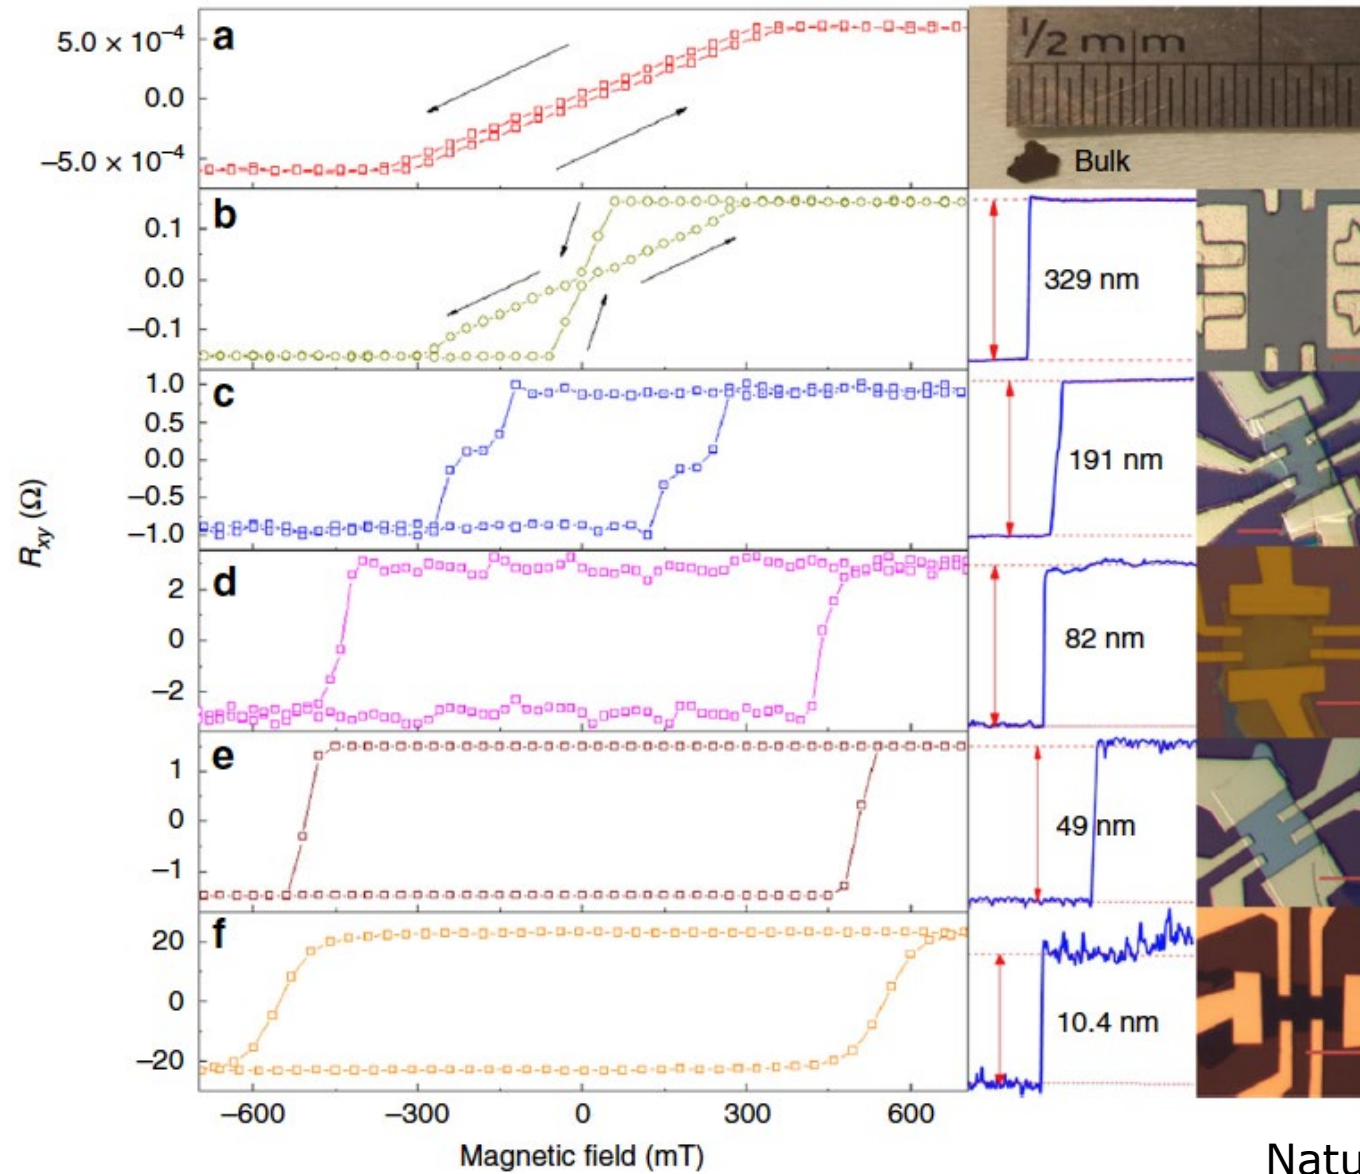 a
5.0 × 10⁻⁴
0.0
−5.0 × 10⁻⁴
1/2 m m
Bulk
b
0.1
0.0
−0.1
329 nm
c
1.0
0.5
0.0
−0.5
−1.0
191 nm
d
2
0
−2
82 nm
e
1
0
−1
49 nm
f
20
0
−20
10.4 nm
R_xy (Ω)
−600 −300 0 300 600
Magnetic field (mT)
Natu